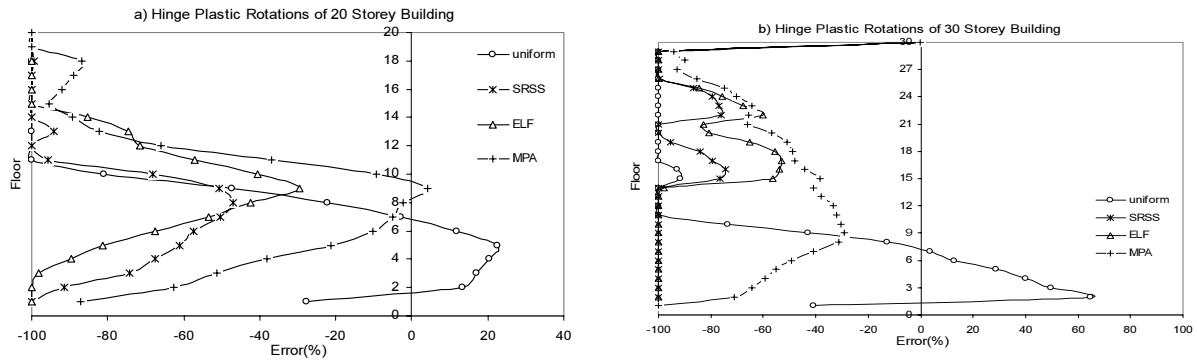 a) Hinge Plastic Rotations of 20 Storey Building
20
18
16
14
12
10
8
6
4
2
0
Floor
-100 -80 -60 -40 -20 0 20 40
Error(%)
uniform
SRSS
ELF
MPA
b) Hinge Plastic Rotations of 30 Storey Building
30
27
24
21
18
15
12
9
6
3
0
Floor
-100 -80 -60 -40 -20 0 20 40 60 80 100
Error(%)
uniform
SRSS
ELF
MPA